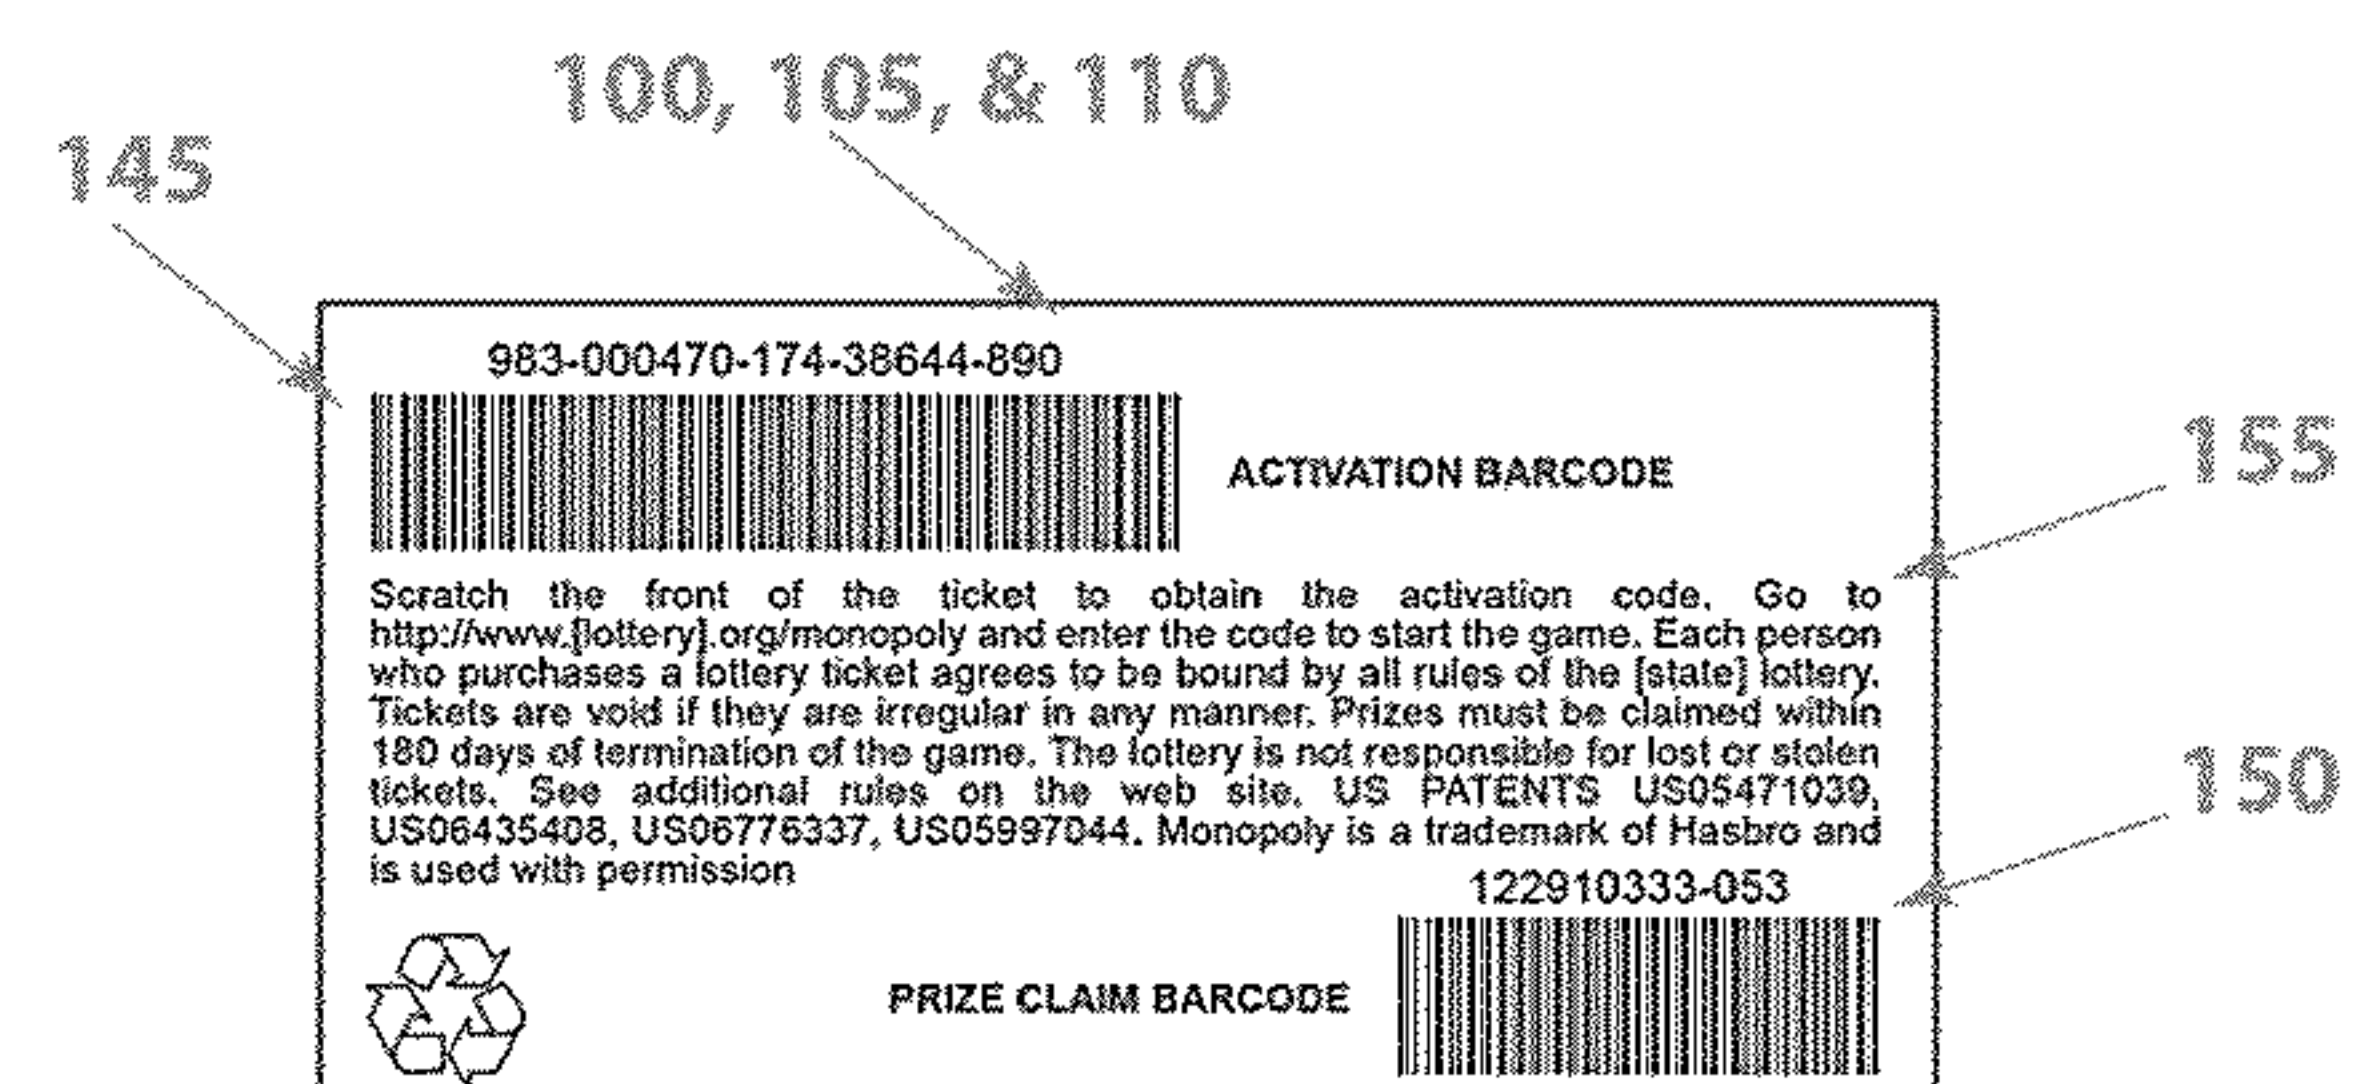 100, 105, & 110
145
983-000470-174-38644-890
ACTIVATION BARCODE
155
Scratch the front of the ticket to obtain the activation code. Go to
http://www.[lottery].org/monopoly and enter the code to start the game. Each person
who purchases a lottery ticket agrees to be bound by all rules of the [state] lottery.
Tickets are void if they are irregular in any manner. Prizes must be claimed within
180 days of termination of the game. The lottery is not responsible for lost or stolen
tickets. See additional rules on the web site. US PATENTS US05471039,
US06435408, US06776337, US05997044. Monopoly is a trademark of Hasbro and
is used with permission
150
122910333-053
PRIZE CLAIM BARCODE